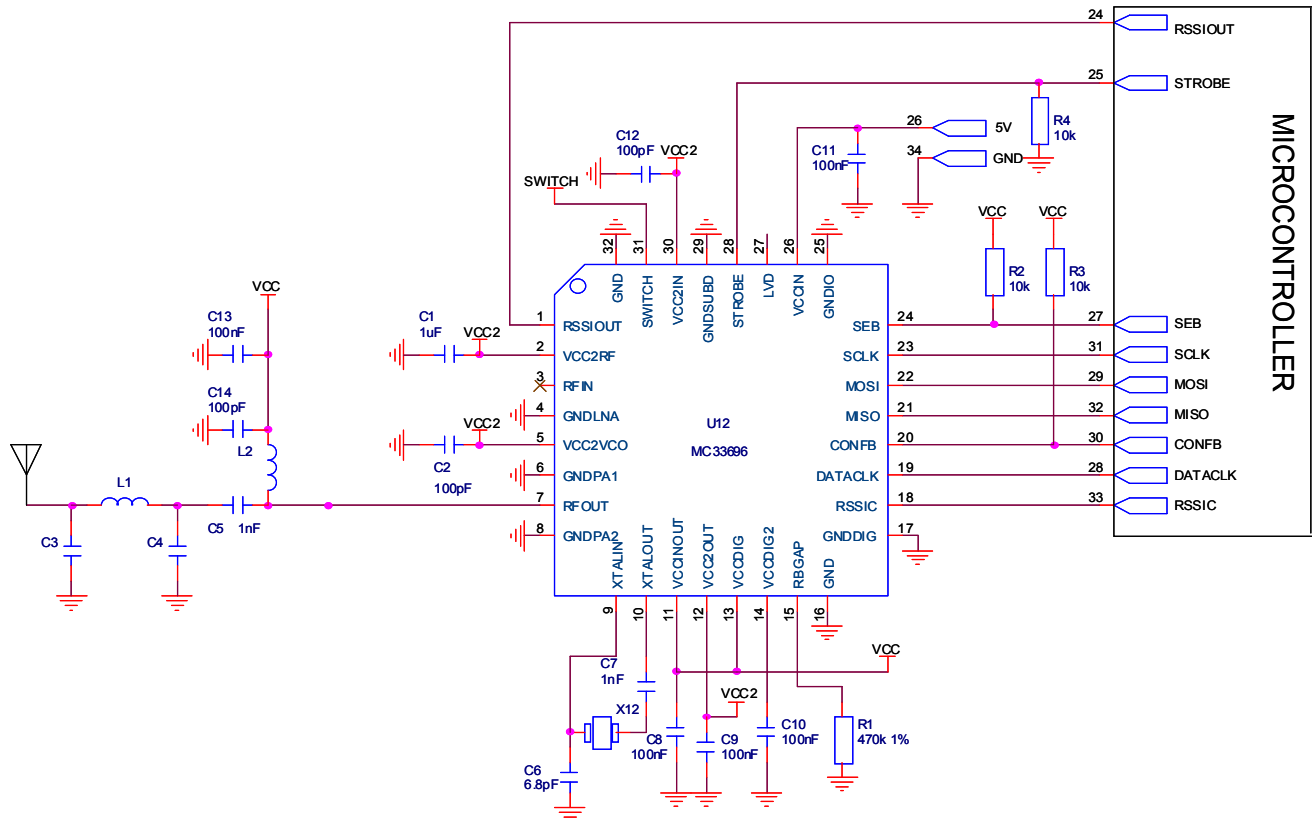 24
RSSIOUT
25
STROBE
MICROCONTROLLER
R4
10k
26
5V
34
GND
C11
100nF
C12
100pF
VCC2
SWITCH
VCC
VCC
R2
10k
R3
10k
32
31
30
29
28
27
26
25
GND
SWITCH
VCC2IN
GNDSUBD
STROBE
LVD
VCCIN
GNDIO
VCC
C13
100nF
C14
100pF
L2
L1
C3
C4
C5
1nF
C1
1uF
VCC2
VCC2
C2
100pF
1
RSSIOUT
2
VCC2RF
3
RFIN
4
GNDLNA
5
VCC2VCO
6
GNDPA1
7
RFOUT
8
GNDPA2
U12
MC33696
SEB
24
27
SEB
SCLK
23
31
SCLK
MOSI
22
29
MOSI
MISO
21
32
MISO
CONFB
20
30
CONFB
DATACLK
19
28
DATACLK
RSSIC
18
33
RSSIC
GNDDIG
17
XTALIN
XTALOUT
VCCINOUT
VCC2OUT
VCCDIG
VCCDIG2
RBGAP
GND
9
10
11
12
13
14
15
16
C7
1nF
X12
C6
6.8pF
VCC
VCC2
C8
100nF
C9
100nF
C10
100nF
R1
470k 1%